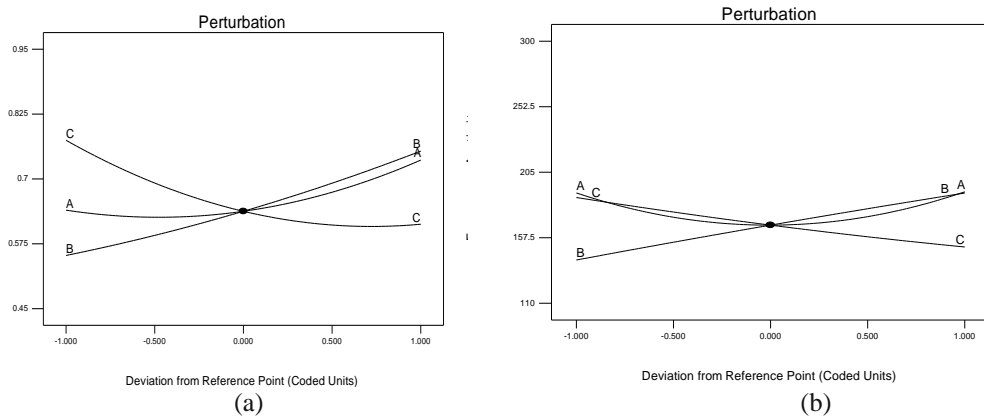 Perturbation
0.95
0.825
0.7
0.575
0.45
C
A
B
B
A
C
-1.000 -0.500 0.000 0.500 1.000
Deviation from Reference Point (Coded Units)
(a)
Perturbation
300
252.5
205
157.5
110
A
C
B
B
A
C
-1.000 -0.500 0.000 0.500 1.000
Deviation from Reference Point (Coded Units)
(b)